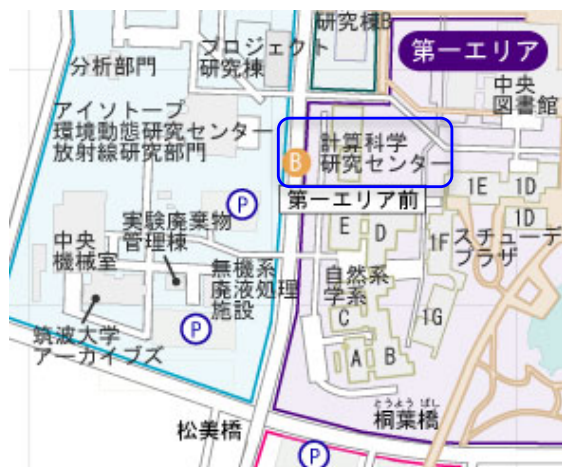 研究棟B
プロジェクト
研究棟
第一エリア
分析部門
中央
図書館
アイソトープ
環境動態研究センター
放射線研究部門
計算科学
研究センター
B
P
第一エリア前
1E
1D
1D
実験廃棄物
管理棟
E
D
1F
スチューデ
プラザ
中央
機械室
無機系
廃液処理
施設
自然系
学系
C
1G
P
筑波大学
アーカイブズ
A
B
とうようばし
桐葉橋
松美橋
P